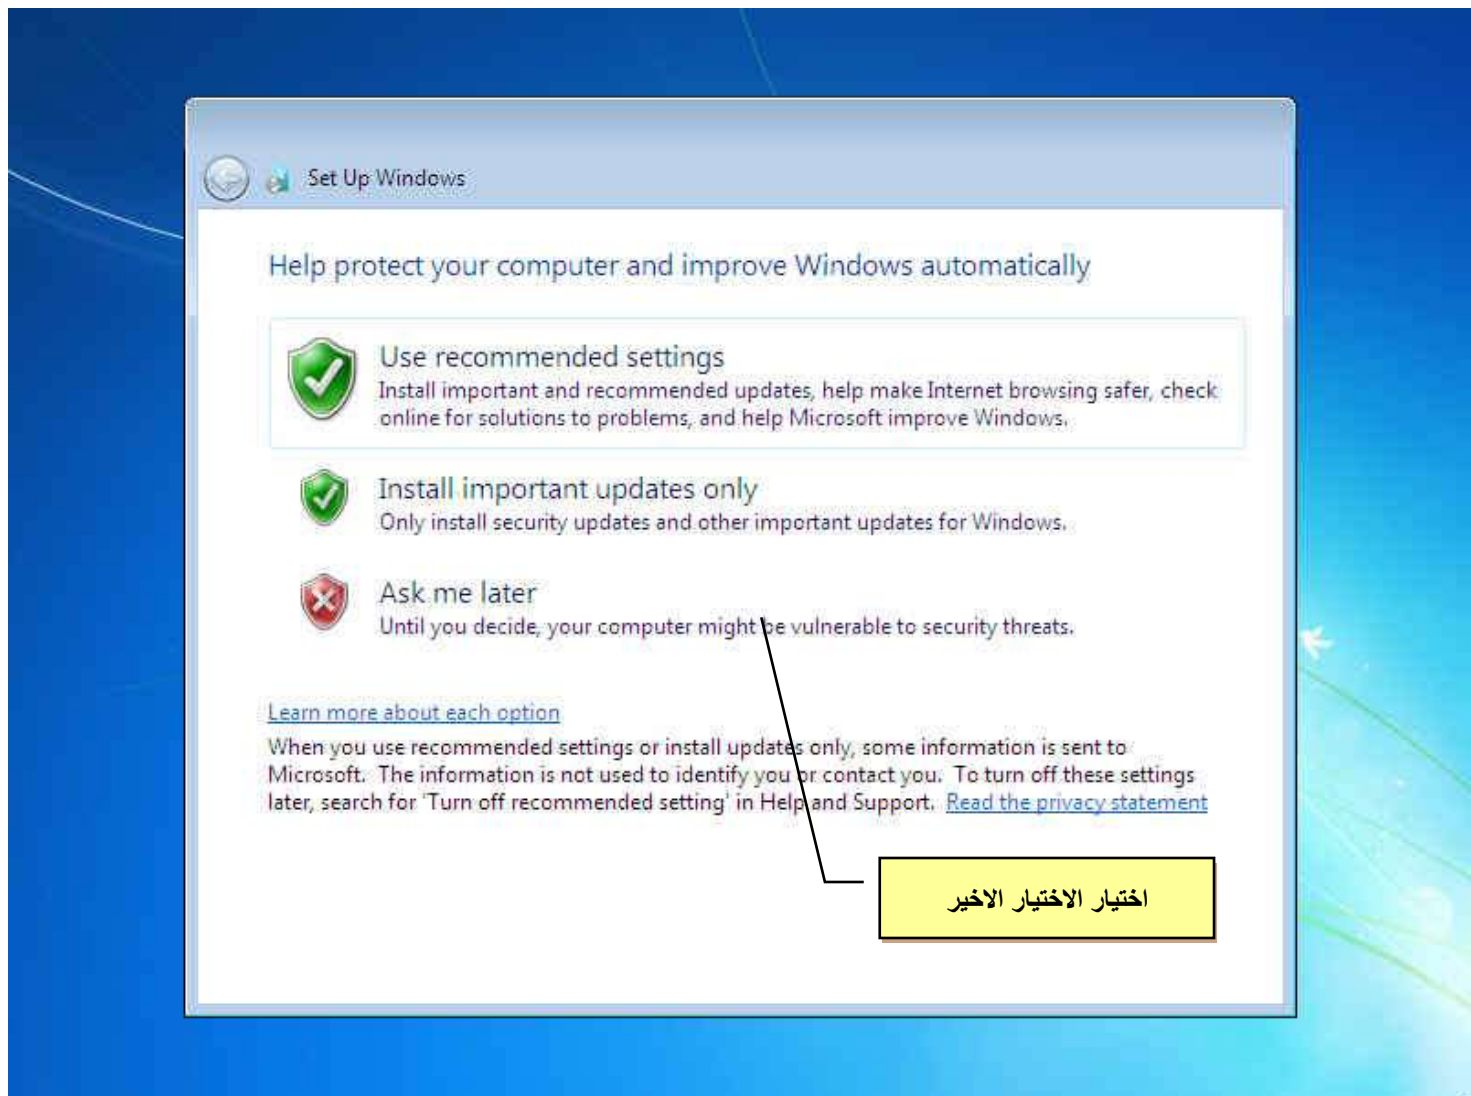 Set Up Windows
Help protect your computer and improve Windows automatically
Use recommended settings
Install important and recommended updates, help make Internet browsing safer, check
online for solutions to problems, and help Microsoft improve Windows.
Install important updates only
Only install security updates and other important updates for Windows.
Ask me later
Until you decide, your computer might be vulnerable to security threats.
Learn more about each option
When you use recommended settings or install updates only, some information is sent to
Microsoft. The information is not used to identify you or contact you. To turn off these settings
later, search for 'Turn off recommended setting' in Help and Support. Read the privacy statement
اختيار الاختيار الاخير